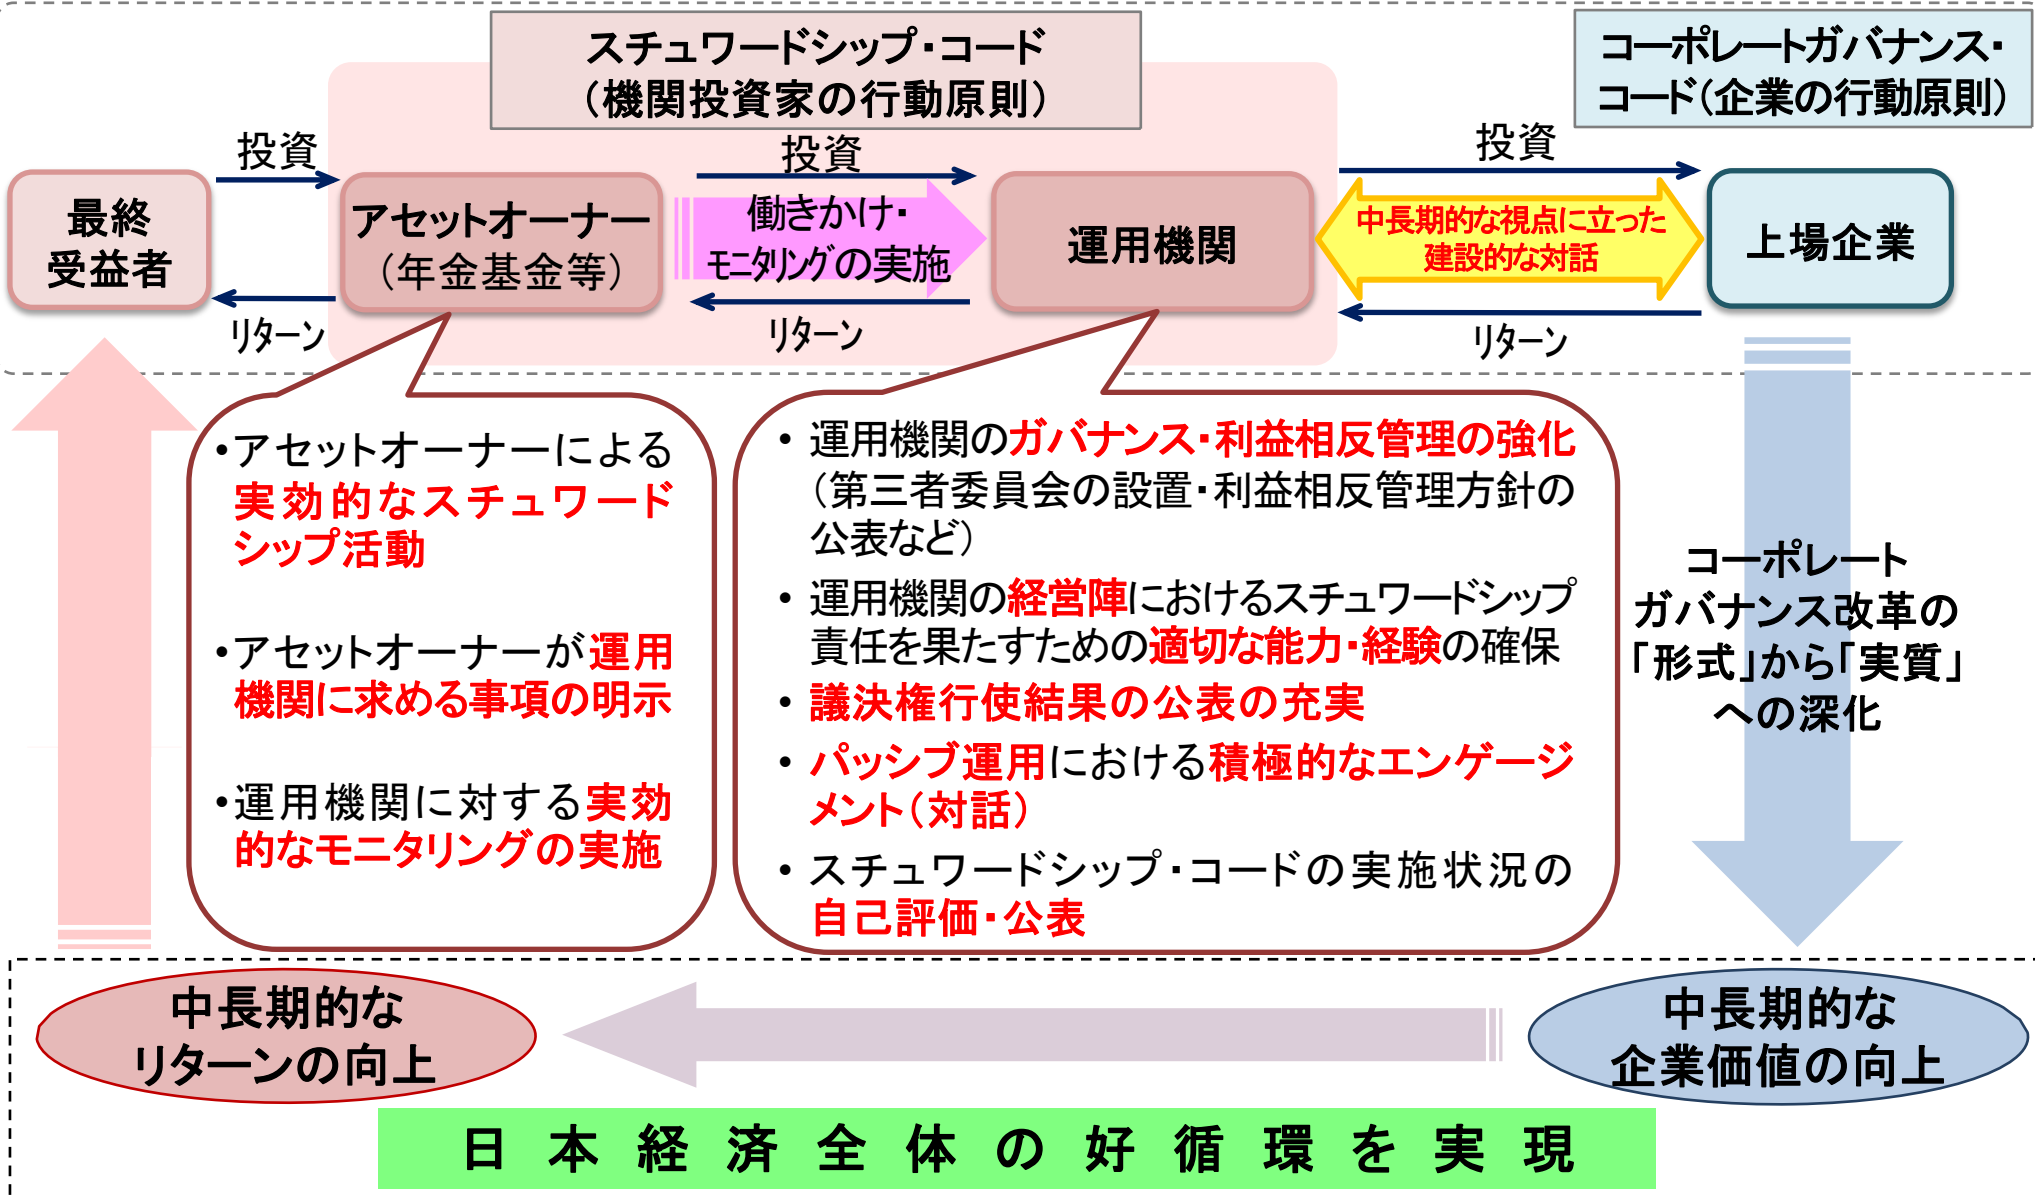 スチュワードシップ・コード
（機関投資家の行動原則）
コーポレートガバナンス・
コード（企業の行動原則）
投資
投資
投資
最終
受益者
アセットオーナー
（年金基金等）
働きかけ・
モニタリングの実施
運用機関
中長期的な視点に立った
建設的な対話
上場企業
リターン
リターン
リターン
•アセットオーナーによる
実効的なスチュワード
シップ活動
•アセットオーナーが運用
機関に求める事項の明示
•運用機関に対する実効
的なモニタリングの実施
• 運用機関のガバナンス・利益相反管理の強化
（第三者委員会の設置・利益相反管理方針の
公表など）
• 運用機関の経営陣におけるスチュワードシップ
責任を果たすための適切な能力・経験の確保
• 議決権行使結果の公表の充実
• パッシブ運用における積極的なエンゲージ
メント（対話）
• スチュワードシップ・コードの実施状況の
自己評価・公表
コーポレート
ガバナンス改革の
「形式」から「実質」
への深化
中長期的な
リターンの向上
中長期的な
企業価値の向上
日本経済全体の好循環を実現